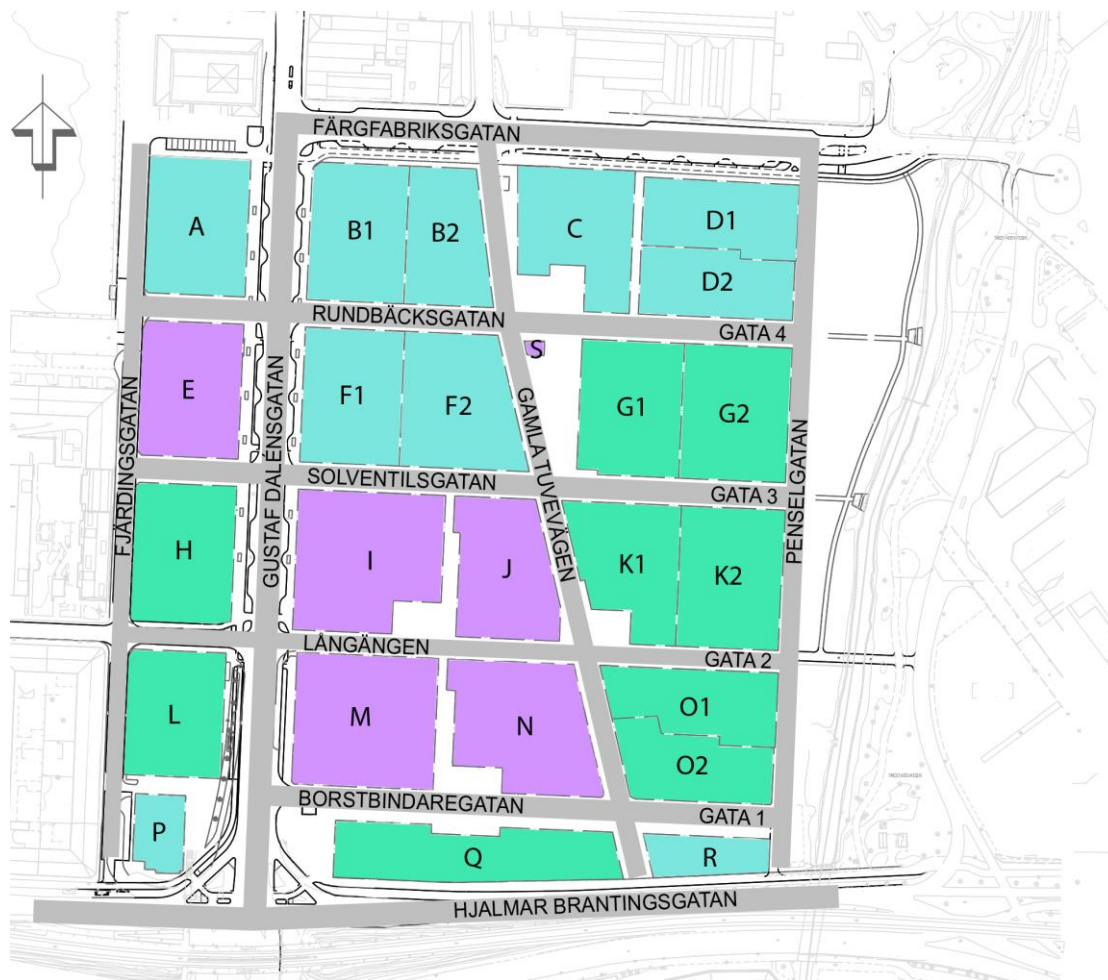 FÄRGFABRIKSGATAN
A
B1
B2
C
D1
D2
RUNDBÄCKSGATAN
GATA 4
S
E
F1
F2
G1
G2
FJÄRDINGSGATAN
GUSTAF DALÉNSGATAN
GAMLA TUVEVÄGEN
PENSELGATAN
SOLVENTILSGATAN
GATA 3
H
I
J
K1
K2
LÅNGÄNGEN
GATA 2
L
M
N
O1
O2
BORSTBINDAREGATAN
GATA 1
P
Q
R
HJALMAR BRANTINGSGATAN